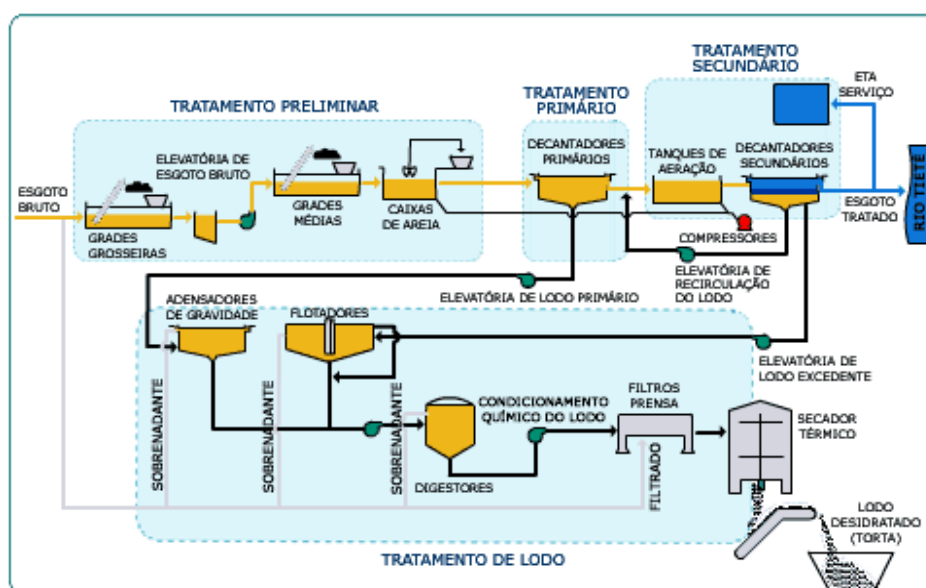 TRATAMENTO
SECUNDÁRIO
ETA
SERVIÇO
TRATAMENTO PRELIMINAR
TRATAMENTO
PRIMÁRIO
ELEVATÓRIA DE
ESGOTO BRUTO
DECANTADORES
PRIMÁRIOS
TANQUES DE
AERAÇÃO
DECANTADORES
SECUNDÁRIOS
ESGOTO
BRUTO
GRADES
GROSSEIRAS
GRADES
MÉDIAS
CAIXAS
DE AREIA
COMPRESSORES
ESGOTO
TRATADO
RIO TIETE
ELEVATÓRIA DE LODO PRIMÁRIO
ELEVATÓRIA DE
RECIRCULAÇÃO
DO LODO
ADENSADORES
DE GRAVIDADE
FLOTADORES
ELEVATÓRIA DE
LODO EXCEDENTE
SOBRENADANTE
SOBRENADANTE
SOBRENADANTE
CONDICIONAMENTO
QUÍMICO DO LODO
DIGESTORES
FILTROS
PRENSA
FILTRADO
SECADOR
TÉRMICO
LODO
DESIDRATADO
(TORTA)
TRATAMENTO DE LODO